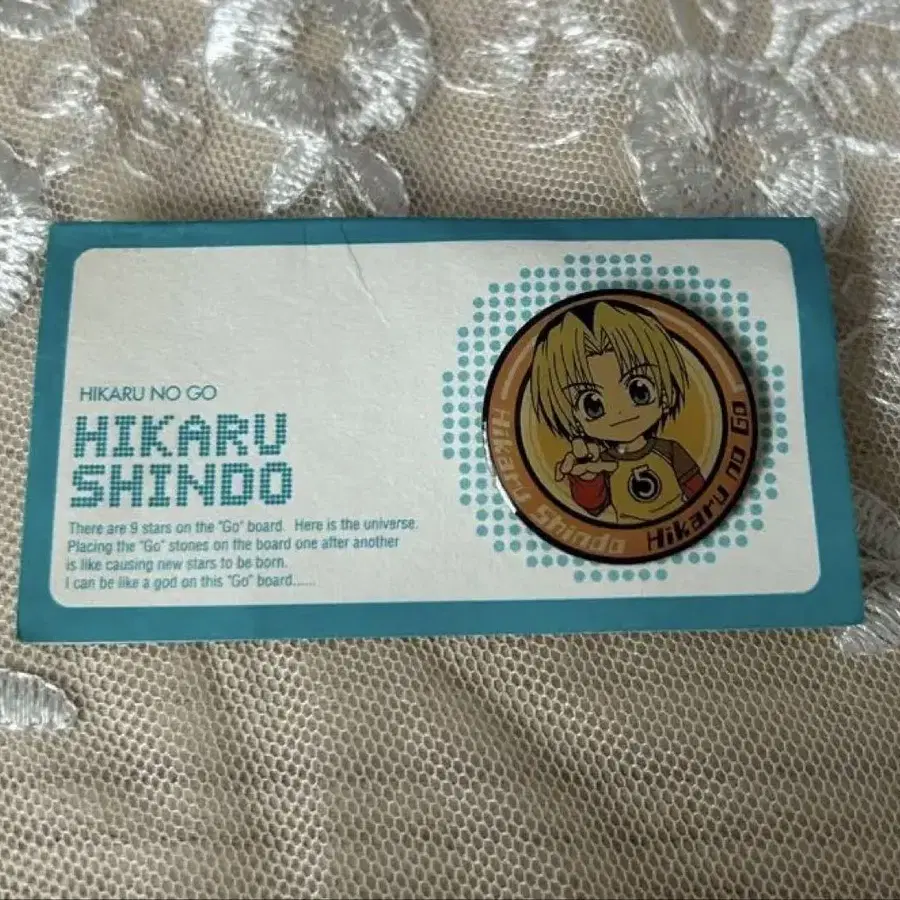 HIKARU NO GO
HIKARU
SHINDO
There are 9 stars on the "Go" board. Here is the universe.
Placing the "Go" stones on the board one after another
is like causing new stars to be born.
I can be like a god on this "Go" board......
Hikaru Shindo
Hikaru no Go
5